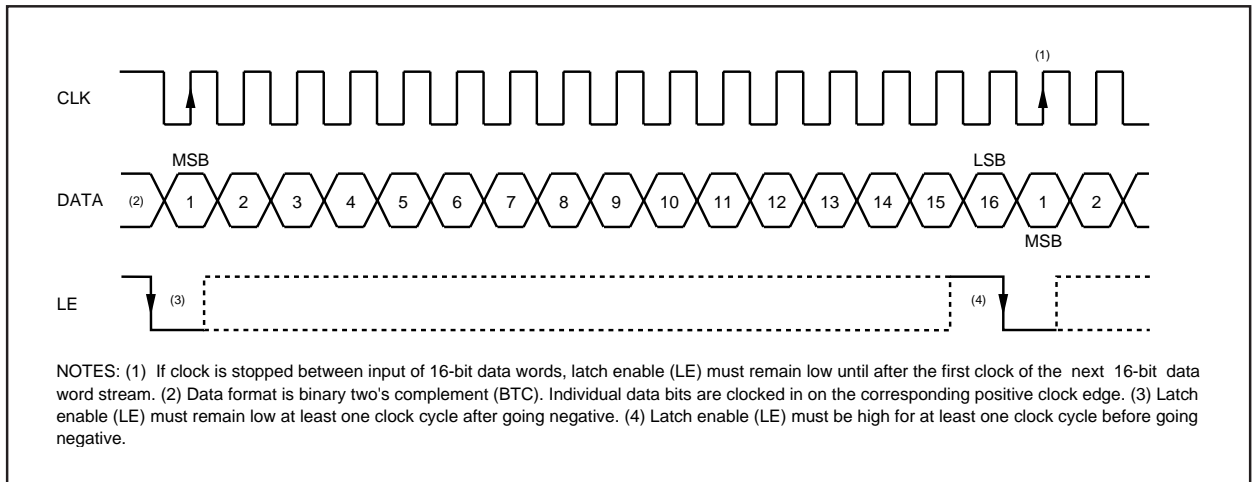 (1)
CLK
MSB LSB
DATA (2) 1 2 3 4 5 6 7 8 9 10 11 12 13 14 15 16 1 2
MSB
LE (3) (4)
NOTES: (1) If clock is stopped between input of 16-bit data words, latch enable (LE) must remain low until after the first clock of the next 16-bit data
word stream. (2) Data format is binary two's complement (BTC). Individual data bits are clocked in on the corresponding positive clock edge. (3) Latch
enable (LE) must remain low at least one clock cycle after going negative. (4) Latch enable (LE) must be high for at least one clock cycle before going
negative.